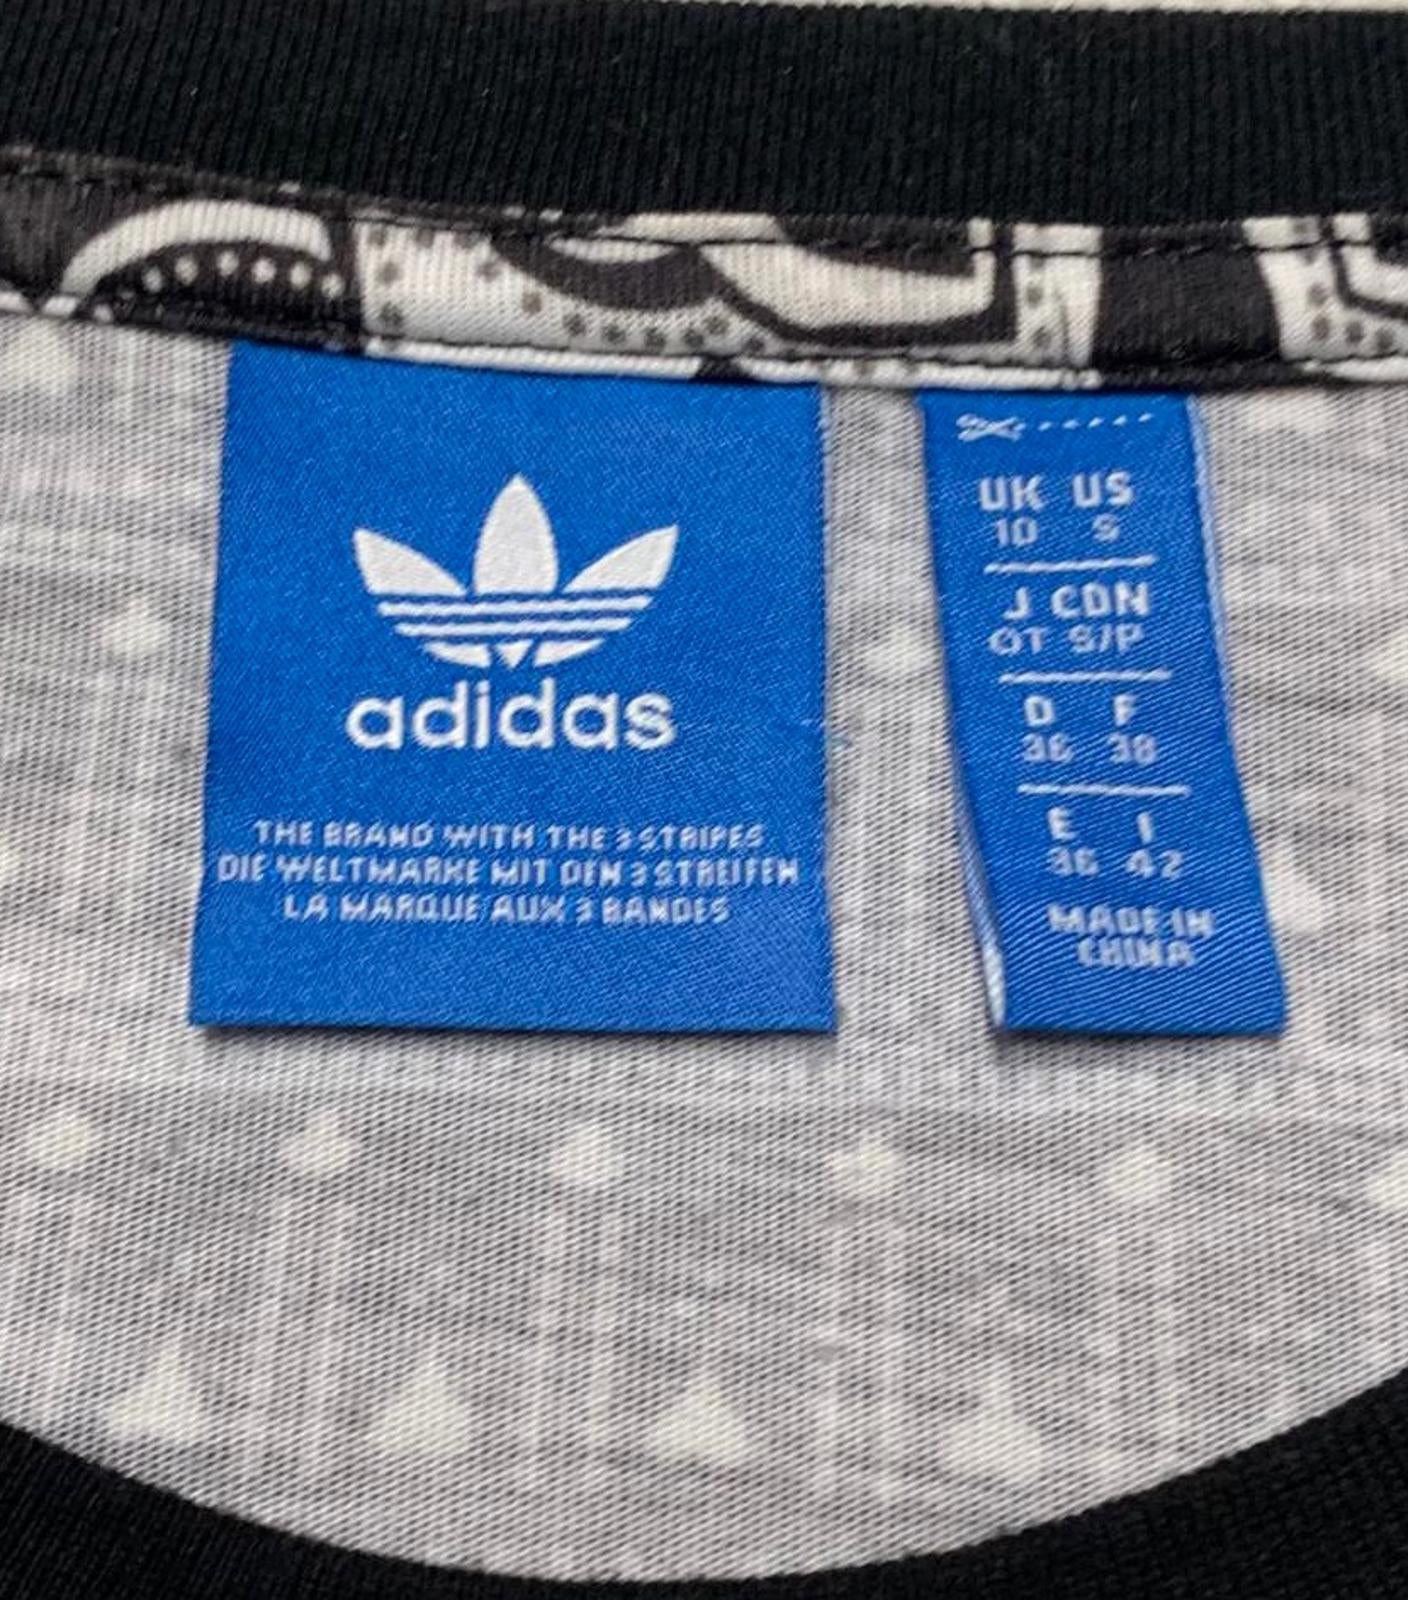 adidas
THE BRAND WITH THE 3 STRIPES
DIE WELTMARKE MIT DEN 3 STREIFEN
LA MARQUE AUX 3 BANDES
UK US
10 S
J CDN
OT S/P
D F
36 38
E I
36 42
MADE IN
CHINA